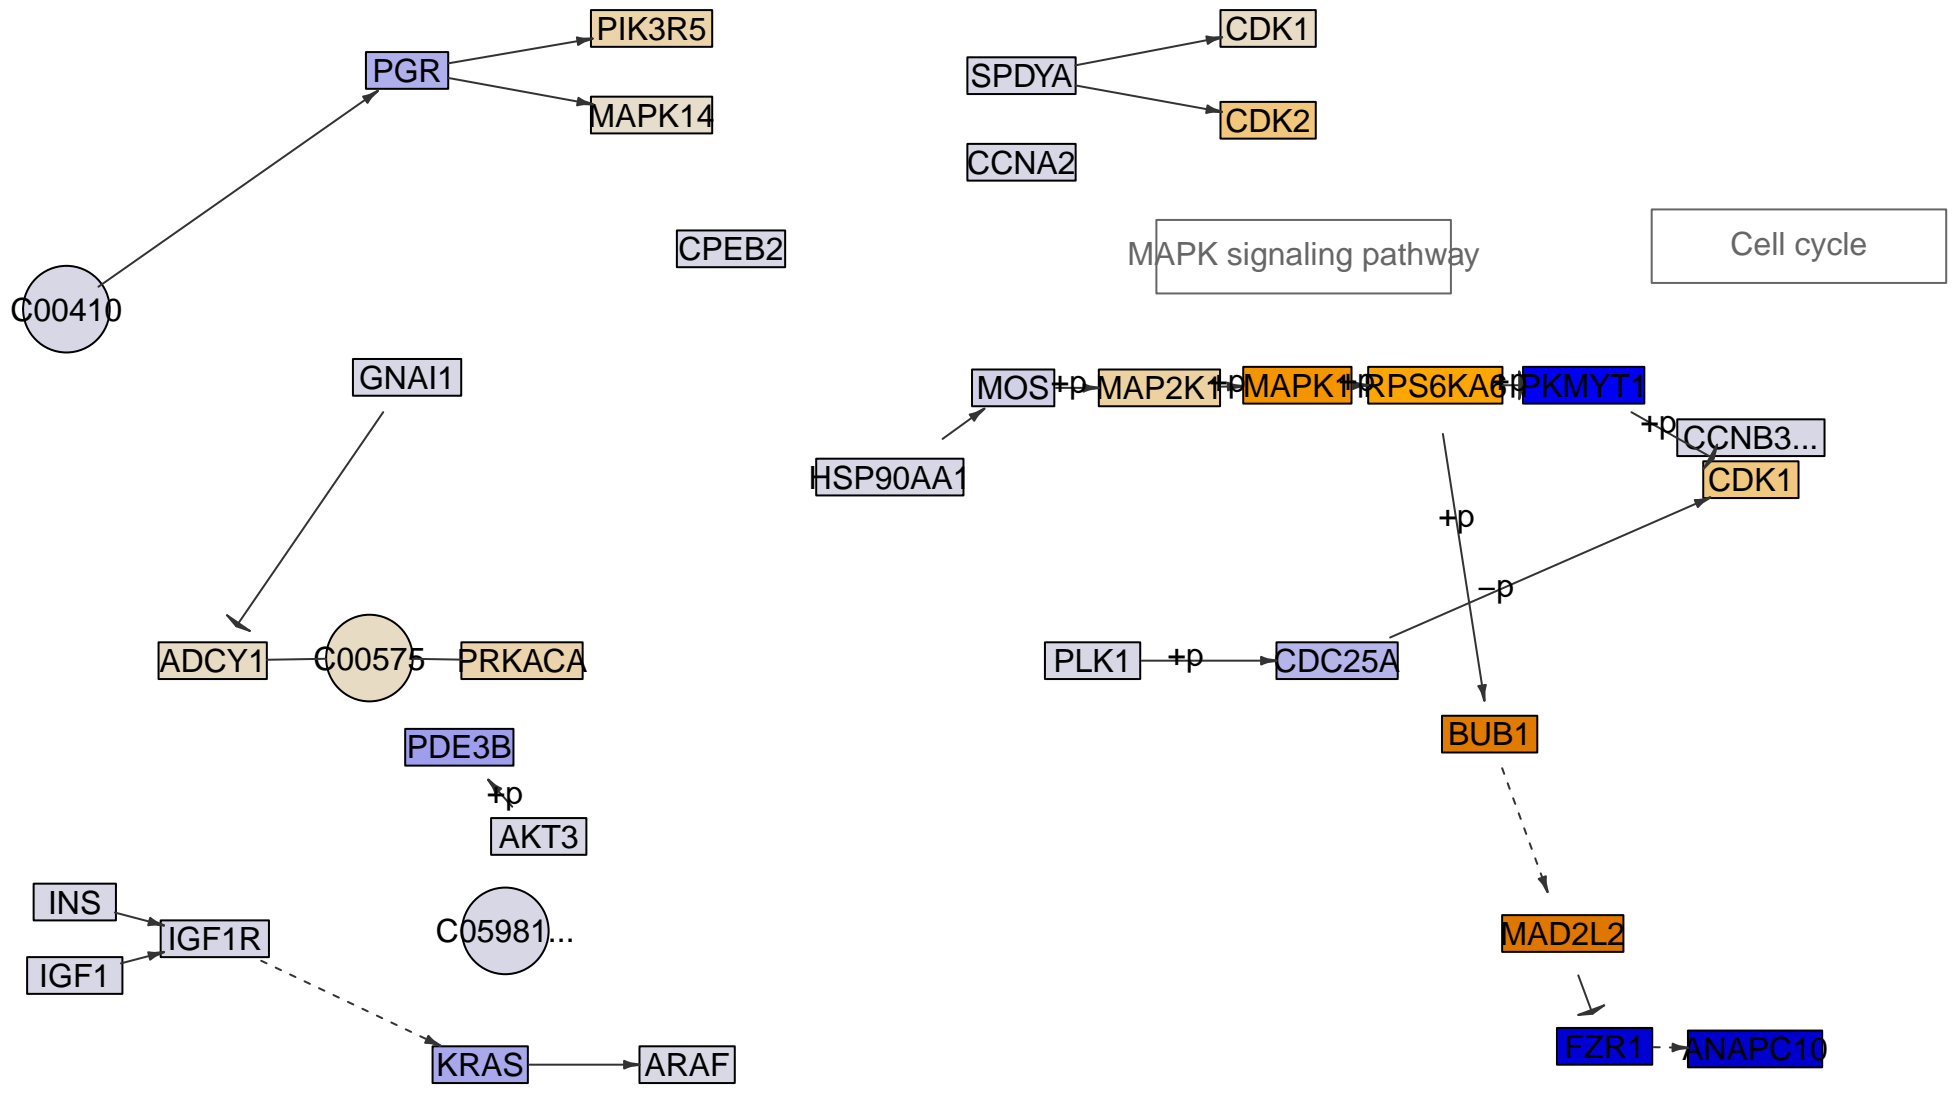 PIK3R5
CDK1
PGR
SPDYA
MAPK14
CDK2
CCNA2
CPEB2
MAPK signaling pathway
Cell cycle
C00410
GNAI1
MOS
+p
MAP2K1
+p
MAPK1
+p
RPS6KA6
+p
PKMYT1
+p
CCNB3...
HSP90AA1
CDK1
+p
−p
ADCY1
C00575
PRKACA
PLK1
+p
CDC25A
BUB1
PDE3B
+p
AKT3
INS
IGF1R
C05981...
MAD2L2
IGF1
KRAS
ARAF
FZR1
ANAPC10